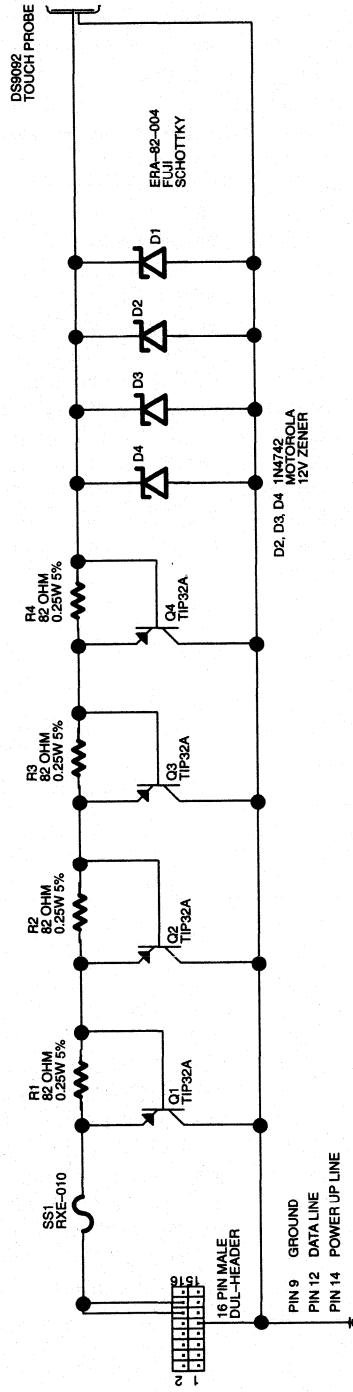 DS9092
TOUCH PROBE
ERA-82-004
FUJI
SCHOTTKY
D1
D2
D3
D4
D2, D3, D4 1N4742
MOTOROLA
12V ZENER
R4
82 OHM
0.25W 5%
Q4
TIP32A
R3
82 OHM
0.25W 5%
Q3
TIP32A
R2
82 OHM
0.25W 5%
Q2
TIP32A
R1
82 OHM
0.25W 5%
Q1
TIP32A
SS1
RXE-010
16 PIN MALE
DUL-HEADER
1516
1 2
PIN 9 GROUND
PIN 12 DATA LINE
PIN 14 POWER UP LINE